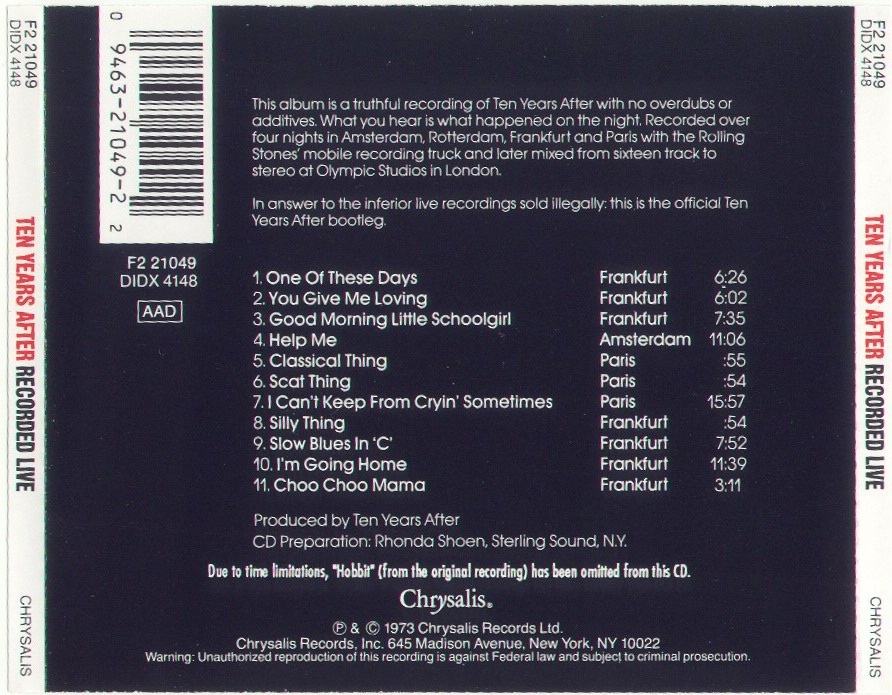 F2 21049
DIDX 4148
TEN YEARS AFTER RECORDED LIVE
CHRYSALIS
0 9463-21049-2 2
F2 21049
DIDX 4148
AAD
This album is a truthful recording of Ten Years After with no overdubs or
additives. What you hear is what happened on the night. Recorded over
four nights in Amsterdam, Rotterdam, Frankfurt and Paris with the Rolling
Stones' mobile recording truck and later mixed from sixteen track to
stereo at Olympic Studios in London.
In answer to the inferior live recordings sold illegally: this is the official Ten
Years After bootleg.
1. One Of These Days Frankfurt 6:26
2. You Give Me Loving Frankfurt 6:02
3. Good Morning Little Schoolgirl Frankfurt 7:35
4. Help Me Amsterdam 11:06
5. Classical Thing Paris :55
6. Scat Thing Paris :54
7. I Can't Keep From Cryin' Sometimes Paris 15:57
8. Silly Thing Frankfurt :54
9. Slow Blues In 'C' Frankfurt 7:52
10. I'm Going Home Frankfurt 11:39
11. Choo Choo Mama Frankfurt 3:11
Produced by Ten Years After
CD Preparation: Rhonda Shoen, Sterling Sound, N.Y.
Due to time limitations, "Hobbit" (from the original recording) has been omitted from this CD.
Chrysalis®
℗ & © 1973 Chrysalis Records Ltd.
Chrysalis Records, Inc. 645 Madison Avenue, New York, NY 10022
Warning: Unauthorized reproduction of this recording is against Federal law and subject to criminal prosecution.
F2 21049
DIDX 4148
TEN YEARS AFTER RECORDED LIVE
CHRYSALIS